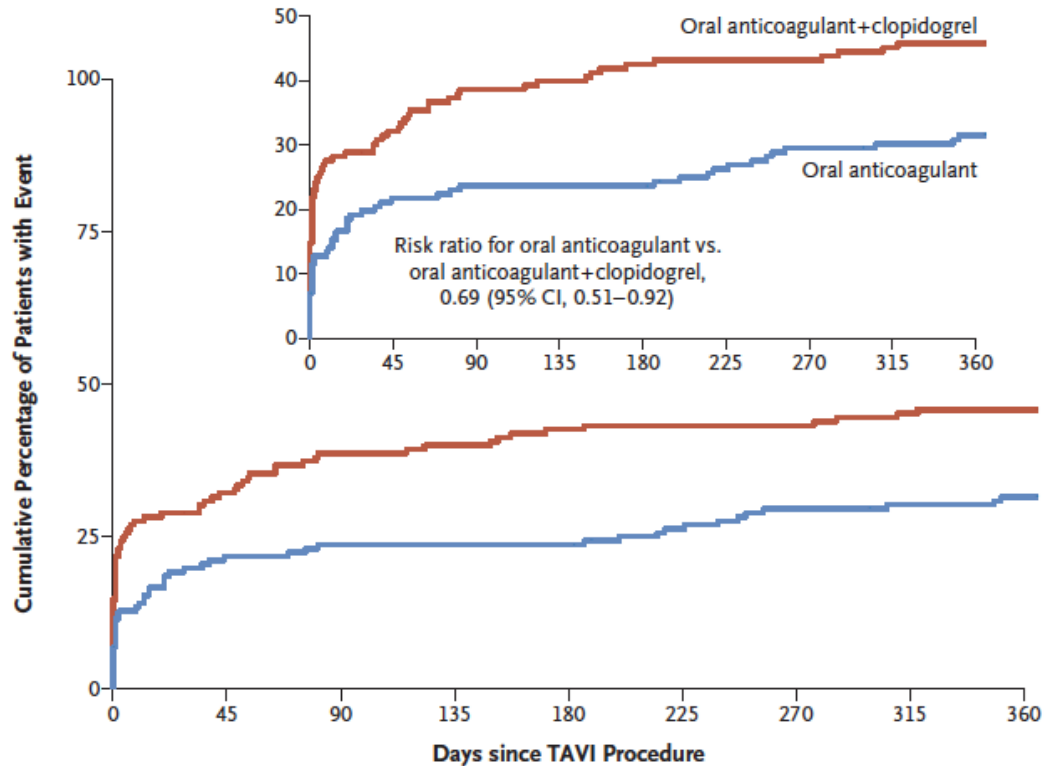 Cumulative Percentage of Patients with Event
100
75
50
25
0
0 45 90 135 180 225 270 315 360
Days since TAVI Procedure
50
40
30
20
10
0
0 45 90 135 180 225 270 315 360
Oral anticoagulant+clopidogrel
Oral anticoagulant
Risk ratio for oral anticoagulant vs.
oral anticoagulant+clopidogrel,
0.69 (95% CI, 0.51–0.92)